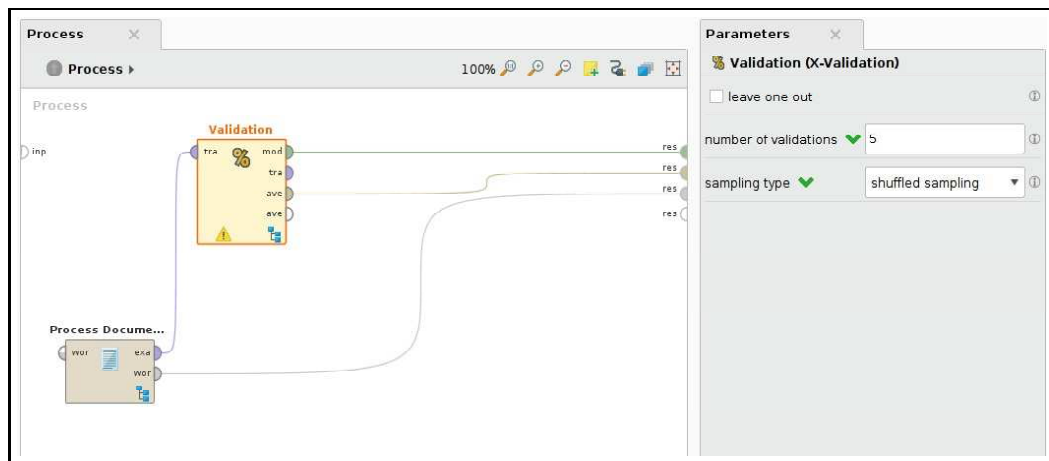 Process
Process
100%
Process
inp
Validation
tra mod
tra
ave
ave
res
res
res
res
Process Docume...
wor exa
wor
Parameters
Validation (X-Validation)
leave one out
number of validations 5
sampling type shuffled sampling